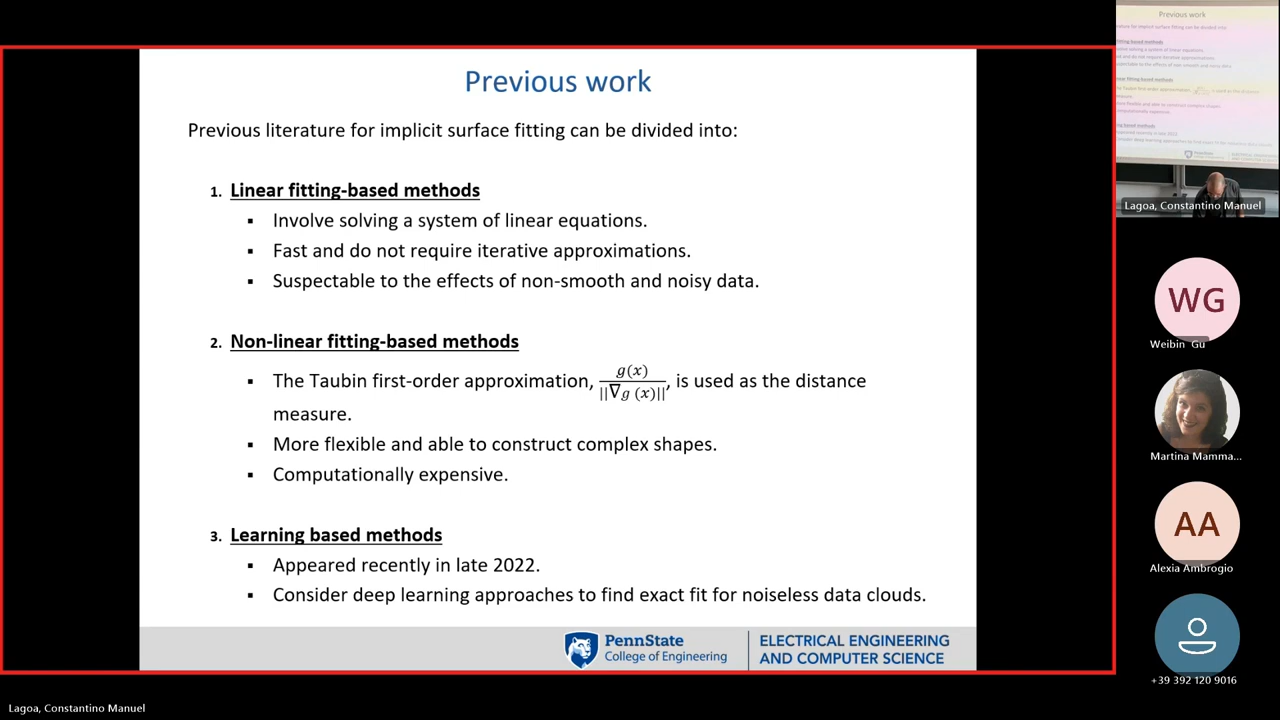 Previous work
Previous literature for implicit surface fitting can be divided into:
1. Linear fitting-based methods
▪ Involve solving a system of linear equations.
▪ Fast and do not require iterative approximations.
▪ Suspectable to the effects of non-smooth and noisy data.
2. Non-linear fitting-based methods
▪ The Taubin first-order approximation, g(x)/||∇g (x)||, is used as the distance
measure.
▪ More flexible and able to construct complex shapes.
▪ Computationally expensive.
3. Learning based methods
▪ Appeared recently in late 2022.
▪ Consider deep learning approaches to find exact fit for noiseless data clouds.
PennState
College of Engineering
ELECTRICAL ENGINEERING
AND COMPUTER SCIENCE
Previous work
Lagoa, Constantino Manuel
WG
Weibin Gu
Martina Mamma...
AA
Alexia Ambrogio
+39 392 120 9016
Lagoa, Constantino Manuel